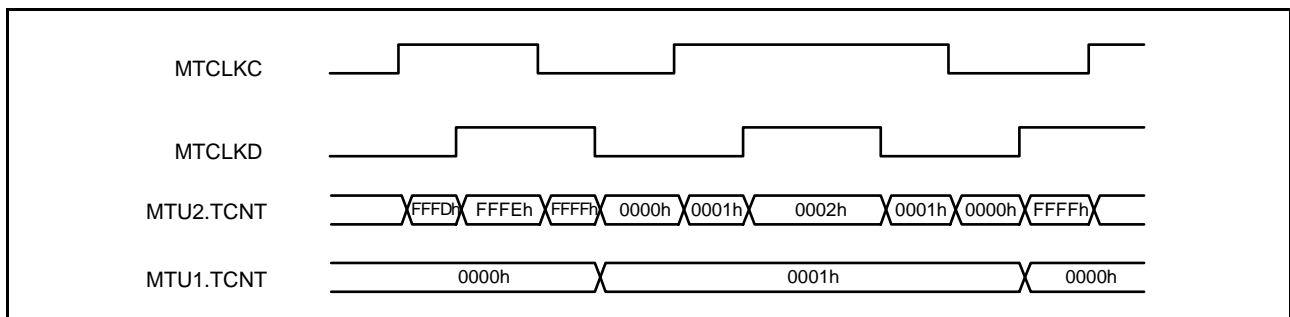 MTCLKC
MTCLKD
MTU2.TCNT FFFDh FFFEh FFFFh 0000h 0001h 0002h 0001h 0000h FFFFh
MTU1.TCNT 0000h 0001h 0000h